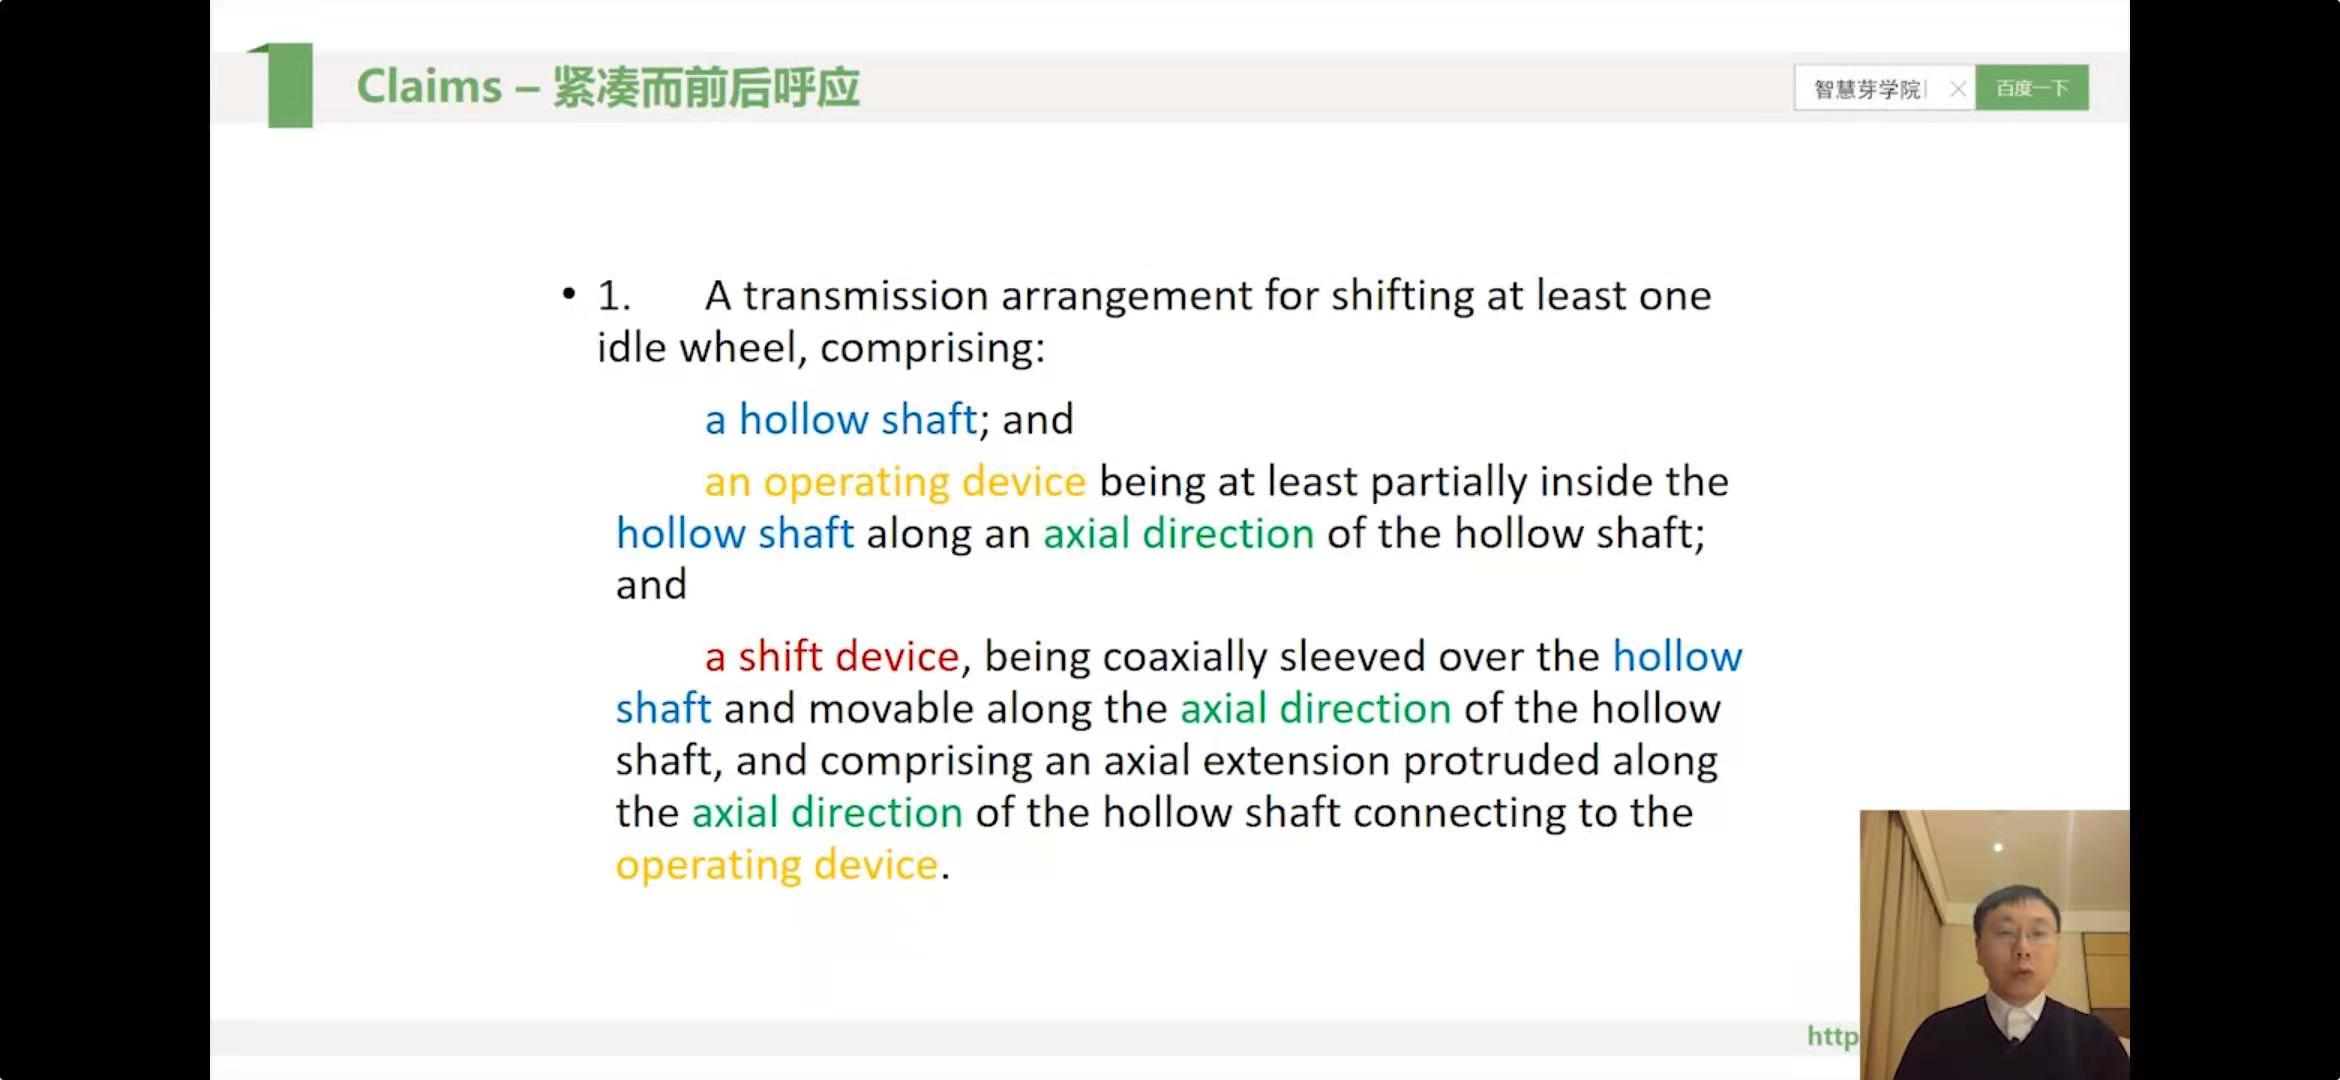 Claims – 紧凑而前后呼应
智慧芽学院
百度一下
• 1. A transmission arrangement for shifting at least one
idle wheel, comprising:
a hollow shaft; and
an operating device being at least partially inside the
hollow shaft along an axial direction of the hollow shaft;
and
a shift device, being coaxially sleeved over the hollow
shaft and movable along the axial direction of the hollow
shaft, and comprising an axial extension protruded along
the axial direction of the hollow shaft connecting to the
operating device.
http